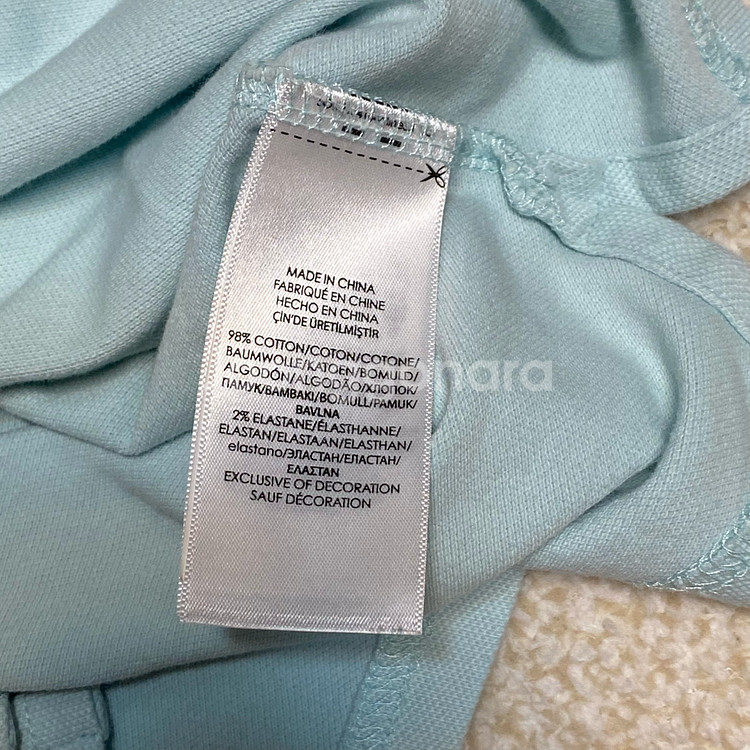 MADE IN CHINA
FABRIQUÉ EN CHINE
HECHO EN CHINA
ÇİN'DE ÜRETİLMİŞTİR
98% COTTON/COTON/COTONE/
BAUMWOLLE/KATOEN/BOMULD/
ALGODÓN/ALGODÃO/ХЛОПОК/
ПАМУК/ΒΑΜΒΑΚΙ/BOMULL/PAMUK/
BAVLNA
2% ELASTANE/ÉLASTHANNE/
ELASTAN/ELASTAAN/ELASTHAN/
elastano/ЭЛАСТАН/ЕЛАСТАН/
ΕΛΑΣΤΑΝ
EXCLUSIVE OF DECORATION
SAUF DÉCORATION